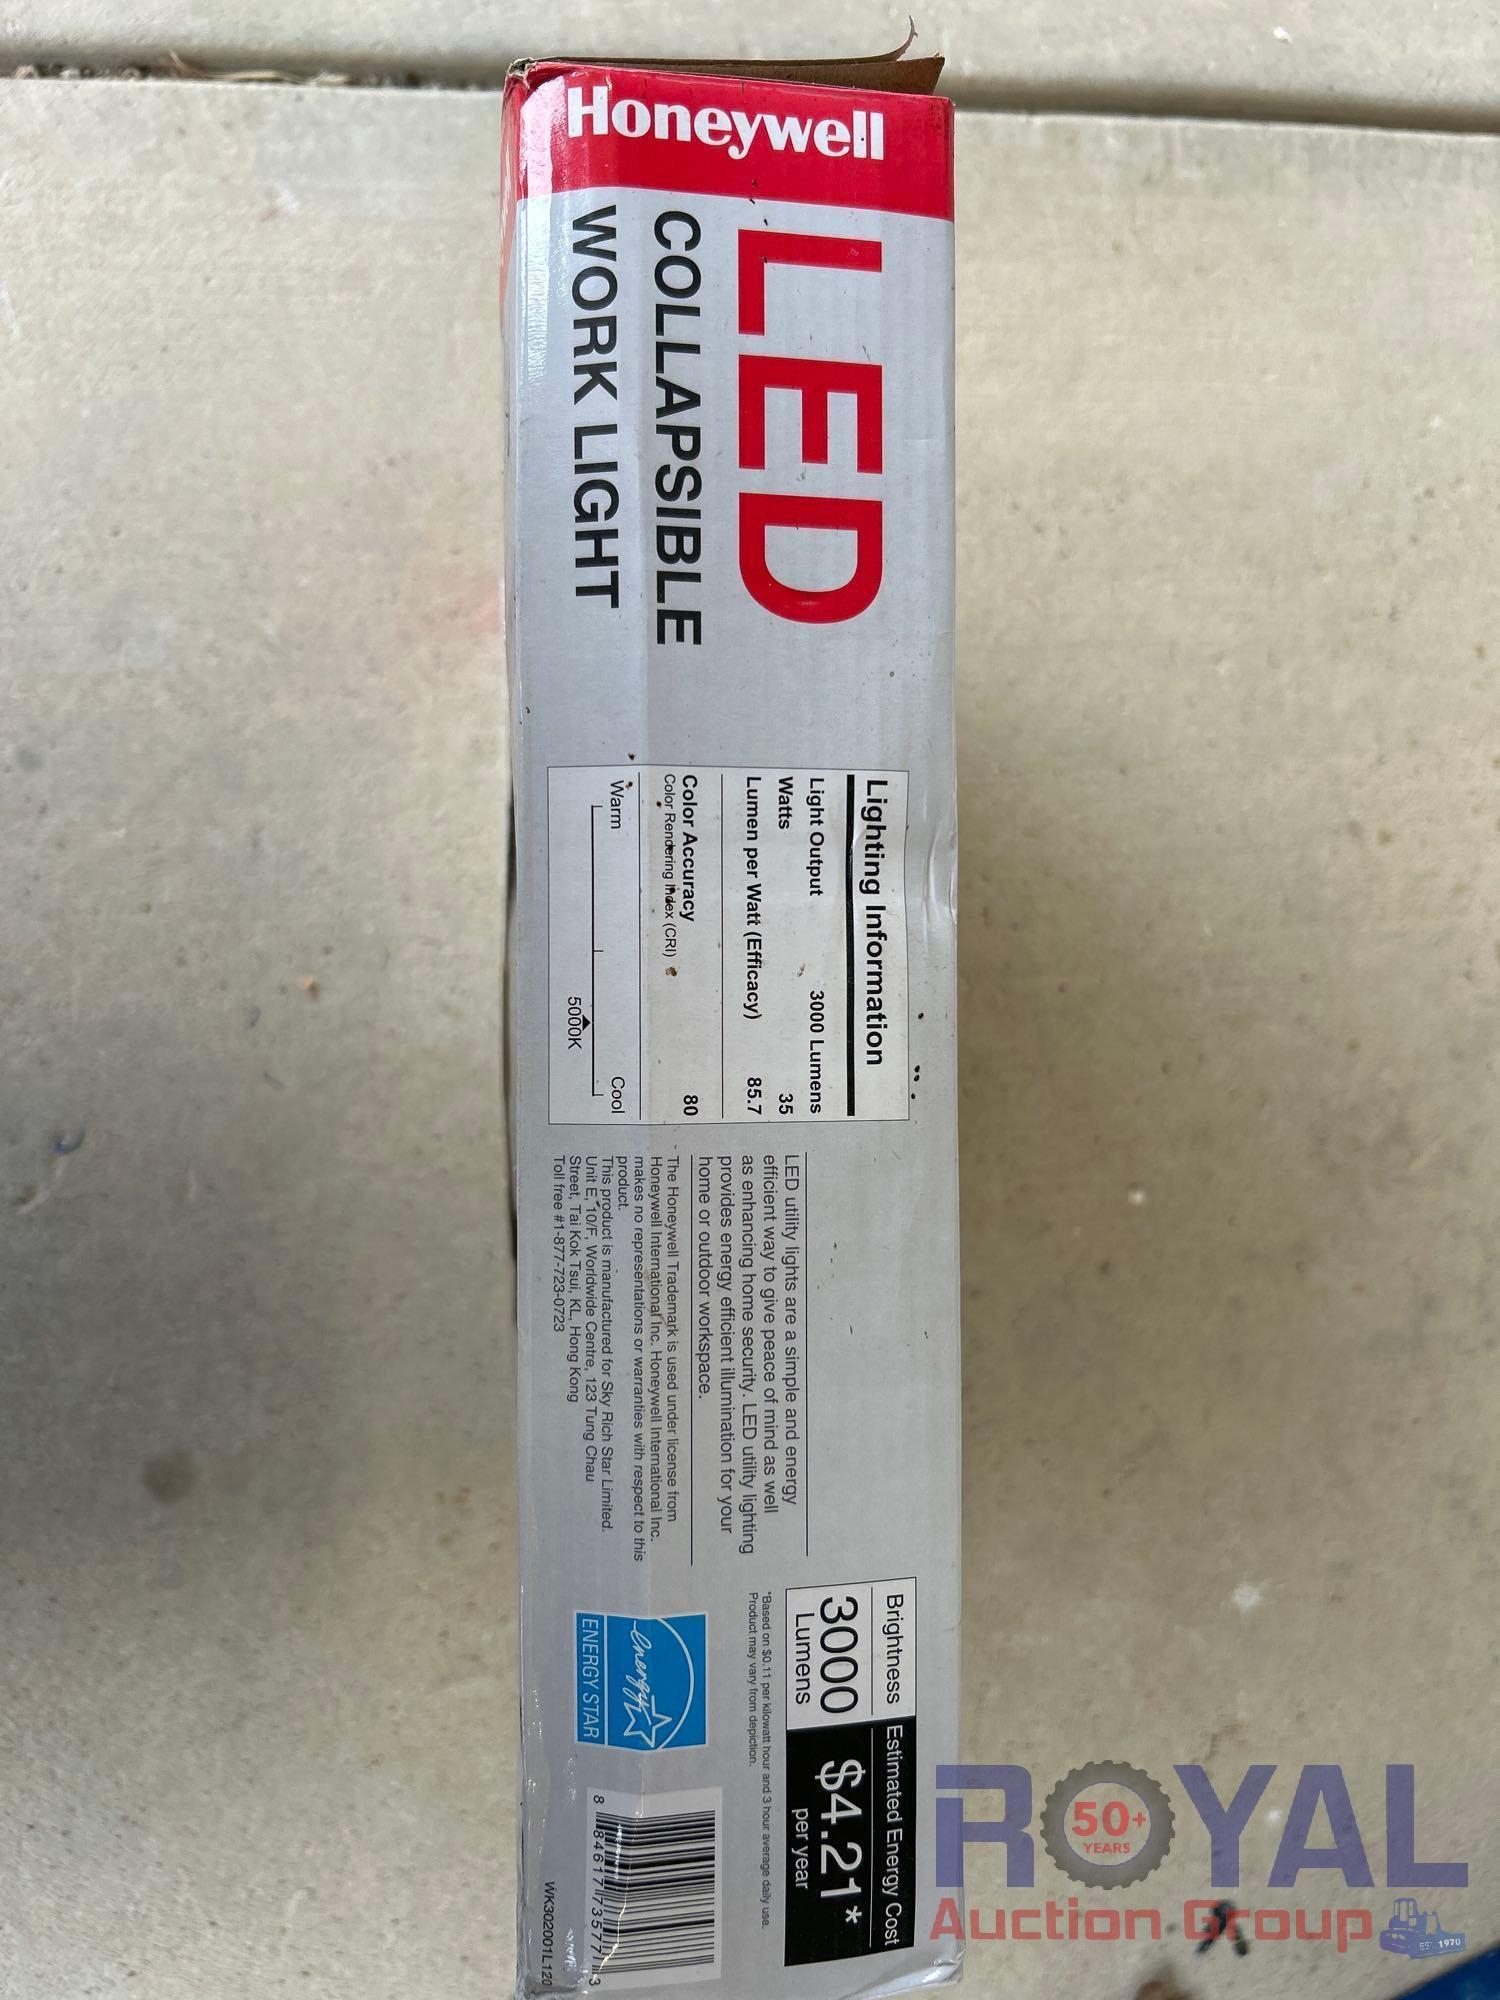 Honeywell
LED
COLLAPSIBLE
WORK LIGHT
Lighting Information
Light Output 3000 Lumens
Watts 35
Lumen per Watt (Efficacy) 85.7
Color Accuracy 80
Color Rendering Index (CRI)
Warm Cool
5000K
LED utility lights are a simple and energy
efficient way to give peace of mind as well
as enhancing home security. LED utility lighting
provides energy efficient illumination for your
home or outdoor workspace.
The Honeywell Trademark is used under license from
Honeywell International Inc. Honeywell International Inc.
makes no representations or warranties with respect to this
product.
This product is manufactured for Sky Rich Star Limited.
Unit E, 10/F, Worldwide Centre, 123 Tung Chau
Street, Tai Kok Tsui, KL, Hong Kong
Toll free #1-877-723-0723
Brightness Estimated Energy Cost
3000 $4.21*
Lumens per year
*Based on $0.11 per kilowatt hour and 3 hour average daily use.
Product may vary from depiction.
energy
ENERGY STAR
8 84617 73577 3
WK302001L120
ROYAL
50+
YEARS
Auction Group
EST 1970